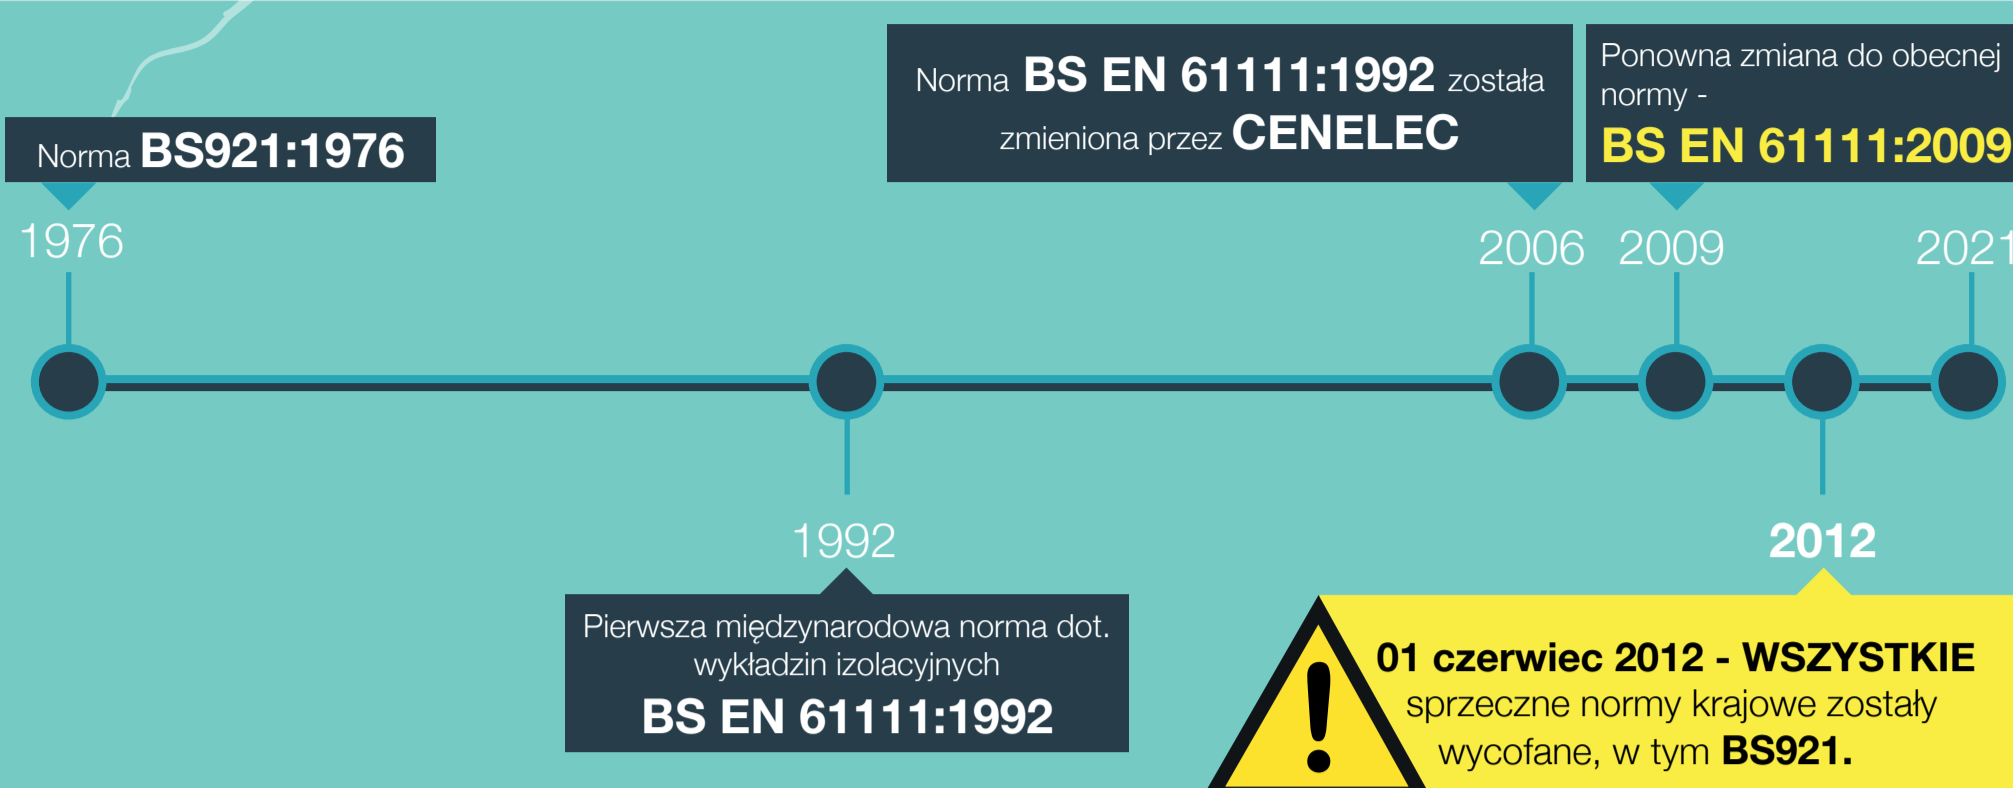 Norma BS921:1976
1976
Norma BS EN 61111:1992 została
zmieniona przez CENELEC
2006
Ponowna zmiana do obecnej
normy -
BS EN 61111:2009
2009
2021
1992
Pierwsza międzynarodowa norma dot.
wykładzin izolacyjnych
BS EN 61111:1992
2012
01 czerwiec 2012 - WSZYSTKIE
sprzeczne normy krajowe zostały
wycofane, w tym BS921.